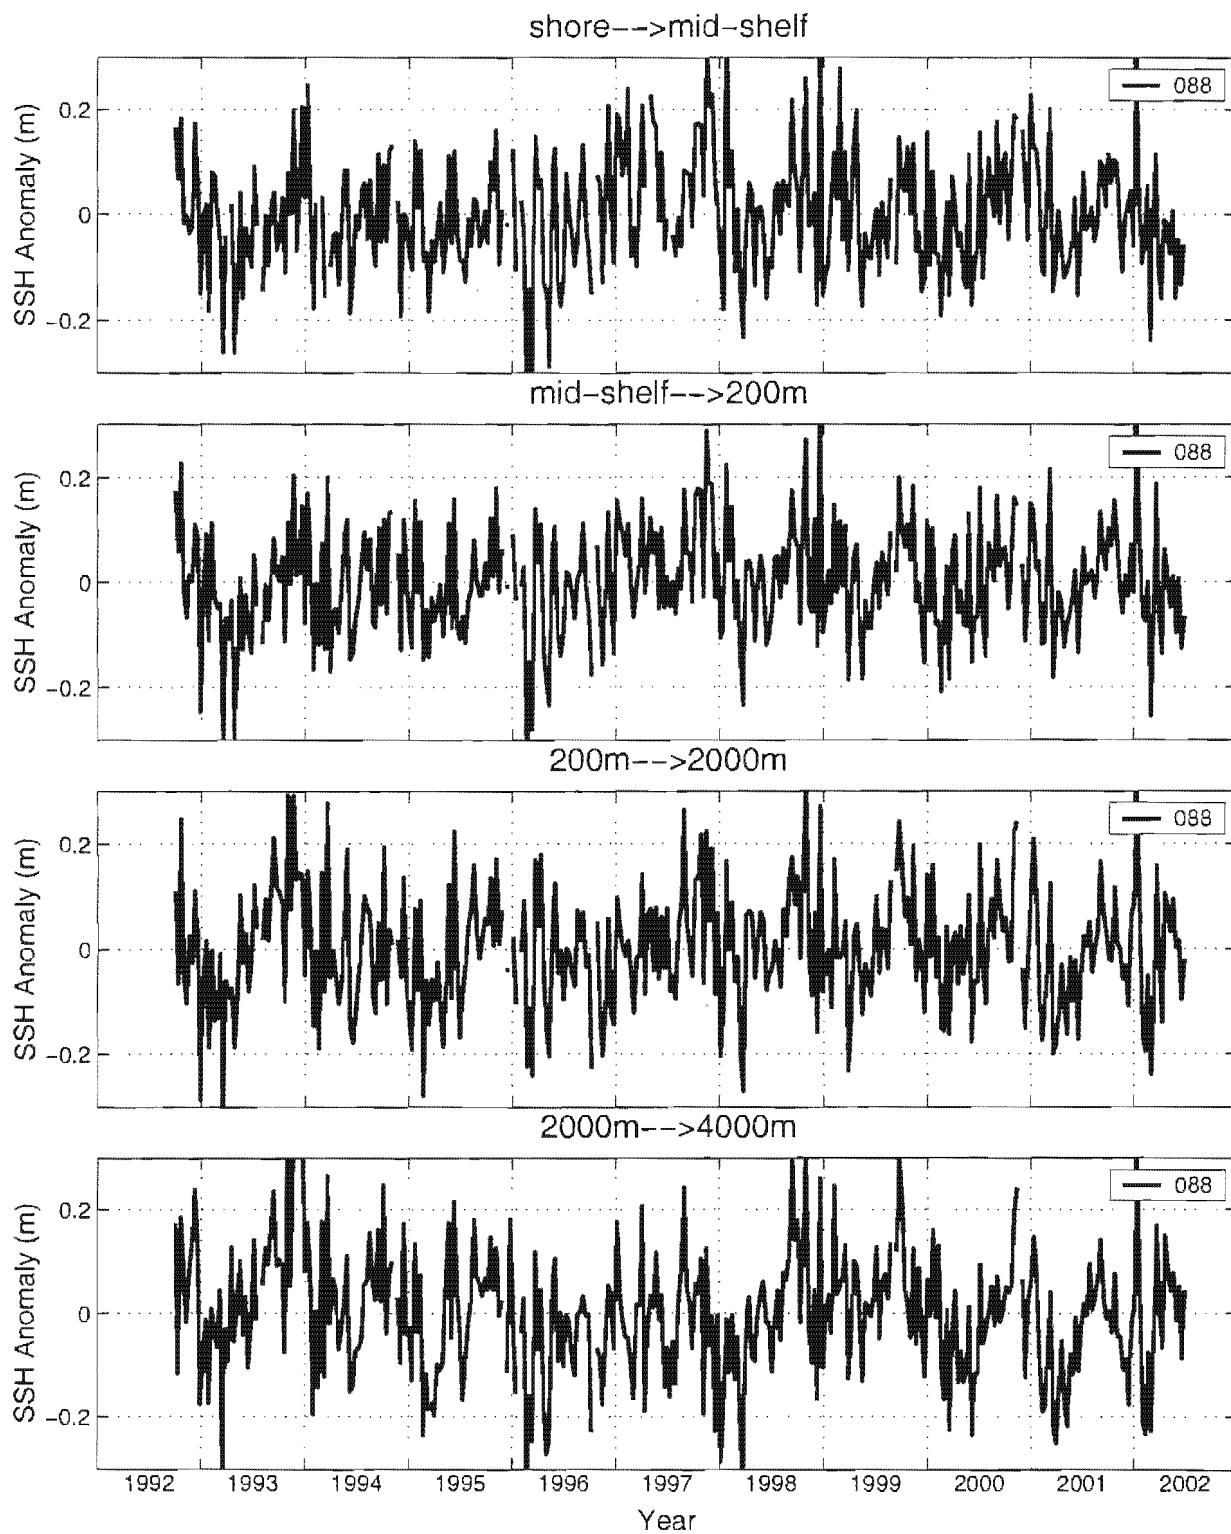 shore-->mid-shelf
SSH Anomaly (m)
0.2
0
-0.2
088
mid-shelf-->200m
SSH Anomaly (m)
0.2
0
-0.2
088
200m-->2000m
SSH Anomaly (m)
0.2
0
-0.2
088
2000m-->4000m
SSH Anomaly (m)
0.2
0
-0.2
088
1992 1993 1994 1995 1996 1997 1998 1999 2000 2001 2002
Year